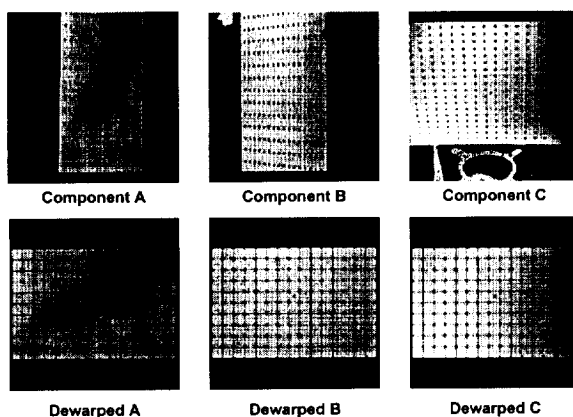 Component A
Component B
Component C
Dewarped A
Dewarped B
Dewarped C